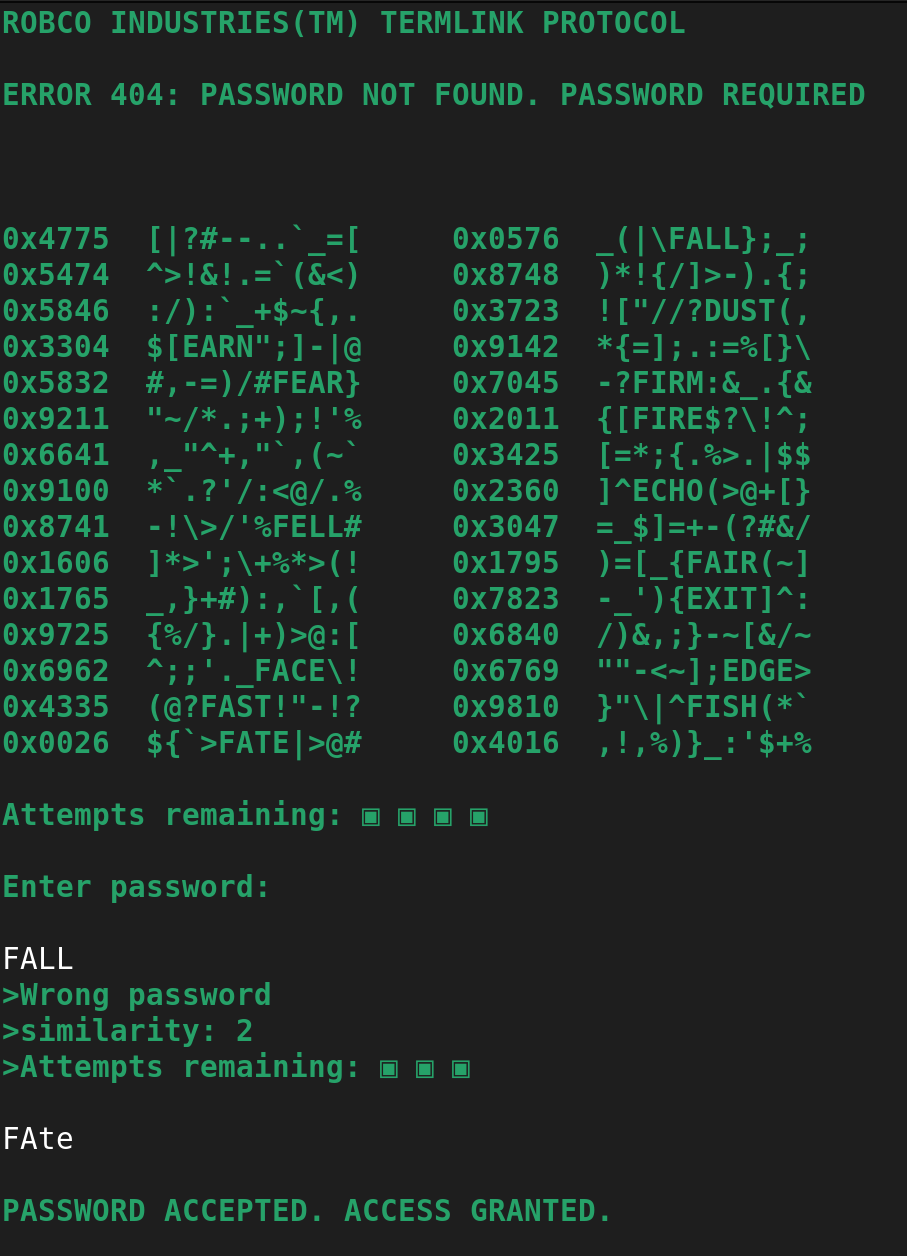 ROBCO INDUSTRIES(TM) TERMLINK PROTOCOL
ERROR 404: PASSWORD NOT FOUND. PASSWORD REQUIRED
0x4775  [|?#--..`_=[     0x0576  _(|\FALL};_;
0x5474  ^>!&!.=`(&<)     0x8748  )*!{/]>-).{;
0x5846  :/):`_+$~{,.     0x3723  !["//?DUST(,
0x3304  $[EARN";]-|@     0x9142  *{=];.:=%[}\
0x5832  #,-=)/#FEAR}     0x7045  -?FIRM:&_.{&
0x9211  "~/*.;+);!'%     0x2011  {[FIRE$?\!^;
0x6641  ,_"^+,"`,(~`     0x3425  [=*;{.%>.|$$
0x9100  *`.?'/:<@/.%     0x2360  ]^ECHO(>@+[}
0x8741  -!\>/'%FELL#     0x3047  =_$]=+-(?#&/
0x1606  ]*>';\+%*>(!     0x1795  )=[_{FAIR(~]
0x1765  _,}+#):,`[,(     0x7823  -_'){EXIT]^:
0x9725  {%/}.|+)>@:[     0x6840  /)&,;}-~[&/~
0x6962  ^;;'._FACE\!     0x6769  ""-<~];EDGE>
0x4335  (@?FAST!"-!?     0x9810  }"\|^FISH(*`
0x0026  ${`>FATE|>@#     0x4016  ,!,%)}_:'$+%
Attempts remaining: ▣ ▣ ▣ ▣
Enter password:
FALL
>Wrong password
>similarity: 2
>Attempts remaining: ▣ ▣ ▣
FAte
PASSWORD ACCEPTED. ACCESS GRANTED.